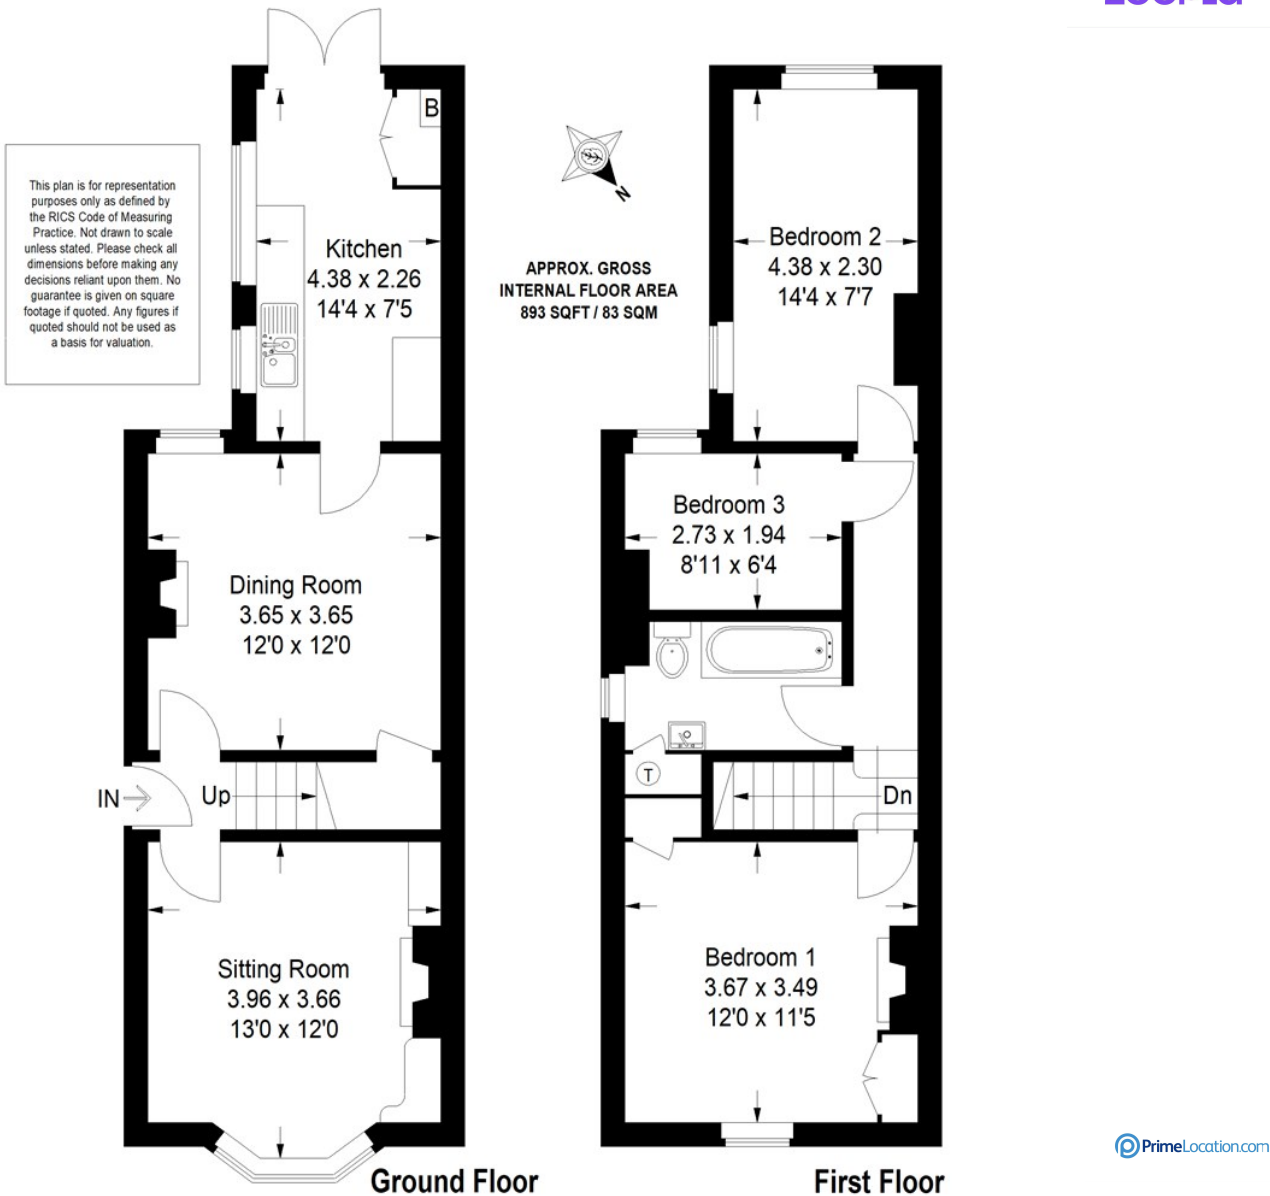 This plan is for representation
purposes only as defined by
the RICS Code of Measuring
Practice. Not drawn to scale
unless stated. Please check all
dimensions before making any
decisions reliant upon them. No
guarantee is given on square
footage if quoted. Any figures if
quoted should not be used as
a basis for valuation.
B
Kitchen
4.38 x 2.26
14'4 x 7'5
N
APPROX. GROSS
INTERNAL FLOOR AREA
893 SQFT / 83 SQM
Bedroom 2
4.38 x 2.30
14'4 x 7'7
Dining Room
3.65 x 3.65
12'0 x 12'0
Bedroom 3
2.73 x 1.94
8'11 x 6'4
IN
Up
T
Dn
Sitting Room
3.96 x 3.66
13'0 x 12'0
Bedroom 1
3.67 x 3.49
12'0 x 11'5
Ground Floor
First Floor
PrimeLocation.com